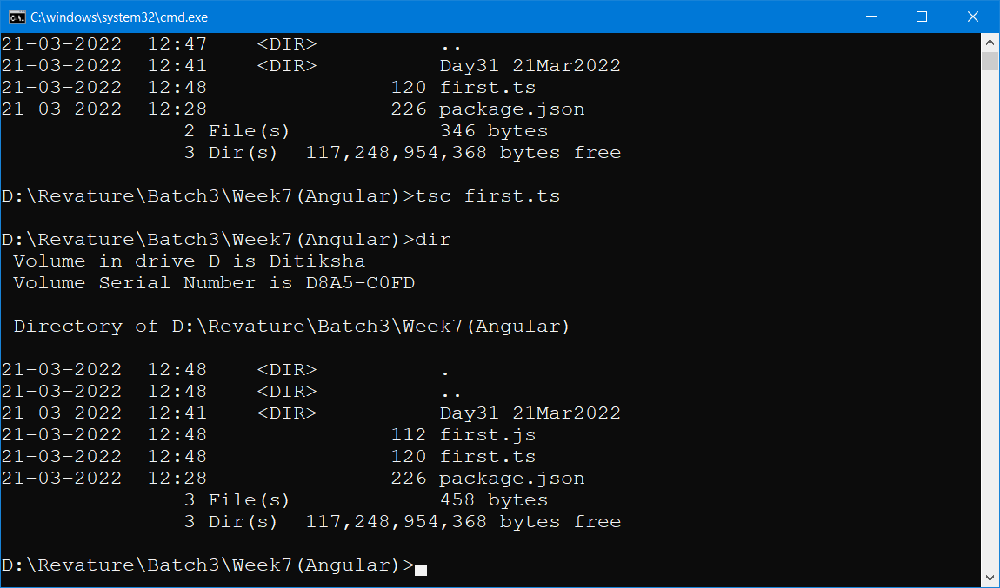 C:\windows\system32\cmd.exe
21-03-2022  12:47    <DIR>          ..
21-03-2022  12:41    <DIR>          Day31 21Mar2022
21-03-2022  12:48               120 first.ts
21-03-2022  12:28               226 package.json
               2 File(s)            346 bytes
               3 Dir(s)  117,248,954,368 bytes free
D:\Revature\Batch3\Week7(Angular)>tsc first.ts
D:\Revature\Batch3\Week7(Angular)>dir
 Volume in drive D is Ditiksha
 Volume Serial Number is D8A5-C0FD
 Directory of D:\Revature\Batch3\Week7(Angular)
21-03-2022  12:48    <DIR>          .
21-03-2022  12:48    <DIR>          ..
21-03-2022  12:41    <DIR>          Day31 21Mar2022
21-03-2022  12:48               112 first.js
21-03-2022  12:48               120 first.ts
21-03-2022  12:28               226 package.json
               3 File(s)            458 bytes
               3 Dir(s)  117,248,954,368 bytes free
D:\Revature\Batch3\Week7(Angular)>